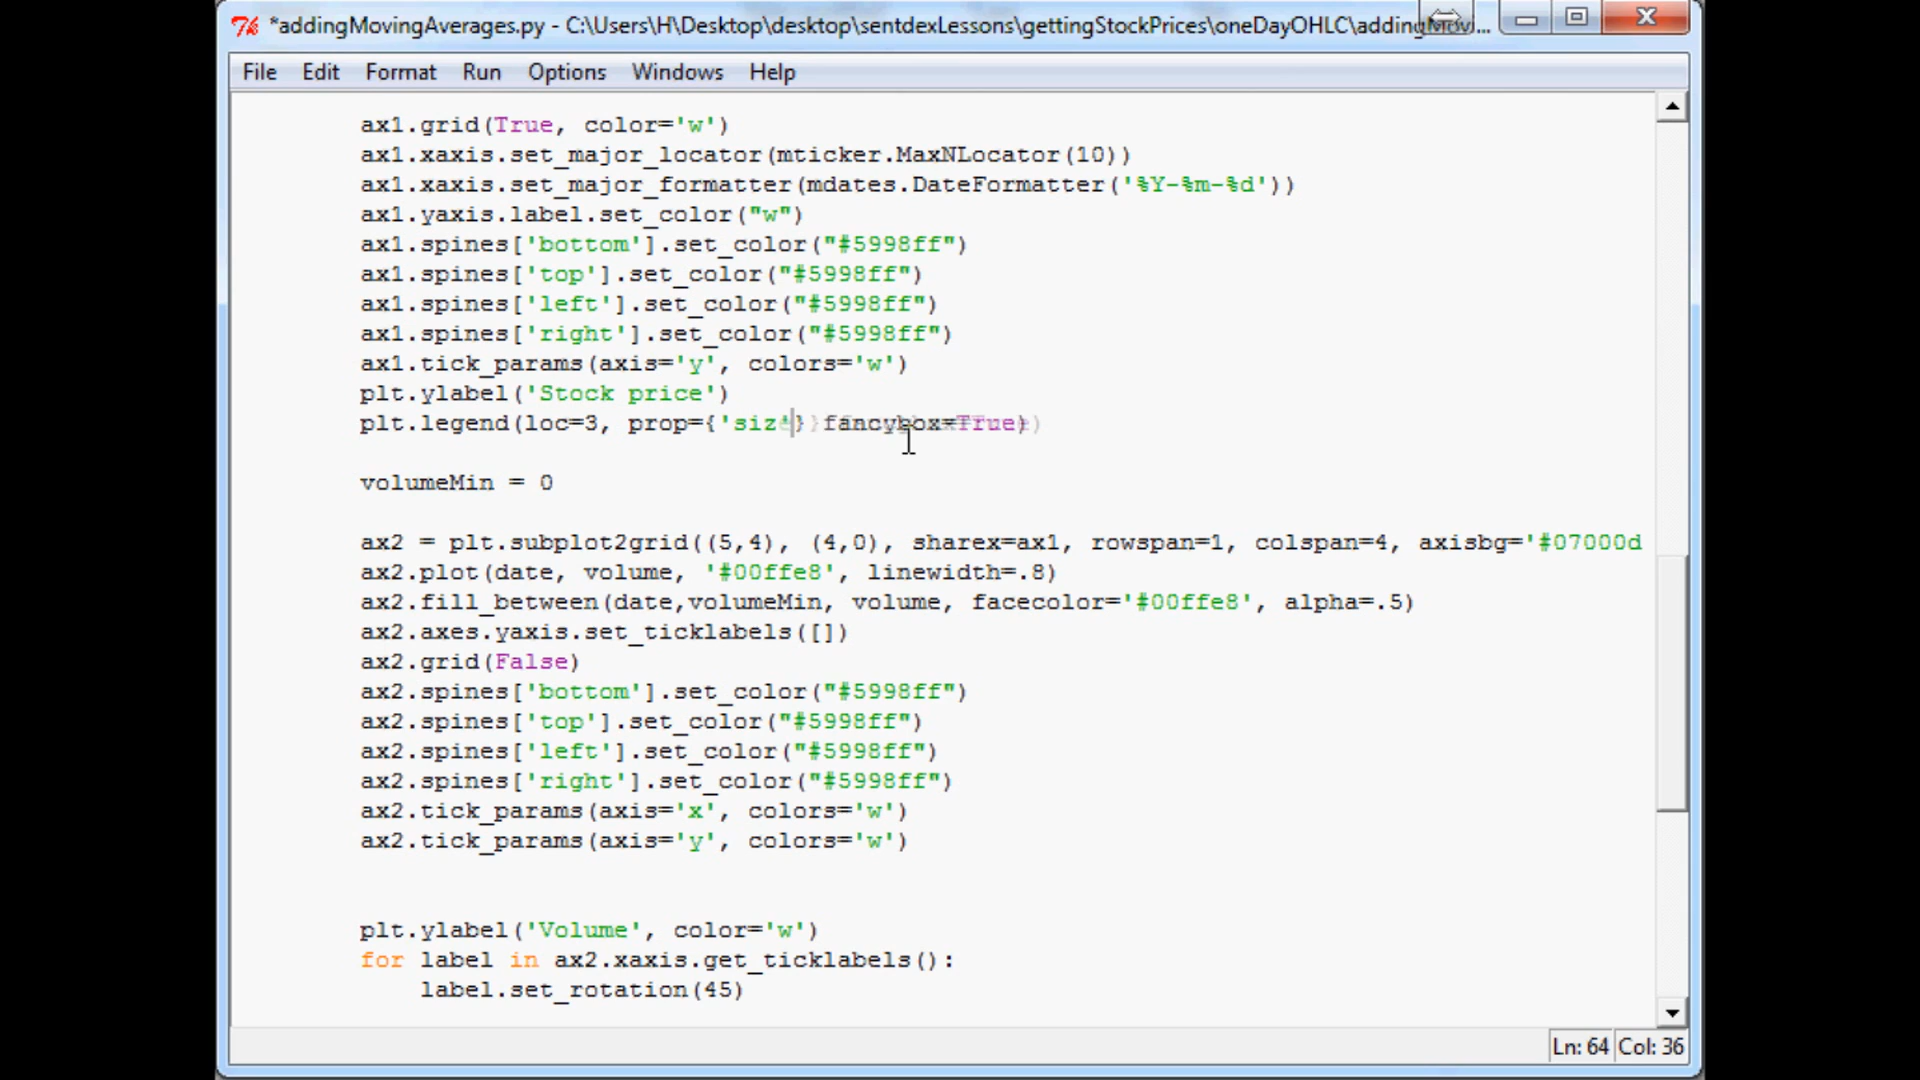 *addingMovingAverages.py - C:\Users\H\Desktop\desktop\sentdexLessons\gettingStockPrices\oneDayOHLC\addingMovi...
File Edit Format Run Options Windows Help
ax1.grid(True, color='w')
ax1.xaxis.set_major_locator(mticker.MaxNLocator(10))
ax1.xaxis.set_major_formatter(mdates.DateFormatter('%Y-%m-%d'))
ax1.yaxis.label.set_color("w")
ax1.spines['bottom'].set_color("#5998ff")
ax1.spines['top'].set_color("#5998ff")
ax1.spines['left'].set_color("#5998ff")
ax1.spines['right'].set_color("#5998ff")
ax1.tick_params(axis='y', colors='w')
plt.ylabel('Stock price')
plt.legend(loc=3, prop={'siz'} fancybox=True)
volumeMin = 0
ax2 = plt.subplot2grid((5,4), (4,0), sharex=ax1, rowspan=1, colspan=4, axisbg='#07000d
ax2.plot(date, volume, '#00ffe8', linewidth=.8)
ax2.fill_between(date,volumeMin, volume, facecolor='#00ffe8', alpha=.5)
ax2.axes.yaxis.set_ticklabels([])
ax2.grid(False)
ax2.spines['bottom'].set_color("#5998ff")
ax2.spines['top'].set_color("#5998ff")
ax2.spines['left'].set_color("#5998ff")
ax2.spines['right'].set_color("#5998ff")
ax2.tick_params(axis='x', colors='w')
ax2.tick_params(axis='y', colors='w')
plt.ylabel('Volume', color='w')
for label in ax2.xaxis.get_ticklabels():
label.set_rotation(45)
Ln: 64 Col: 36